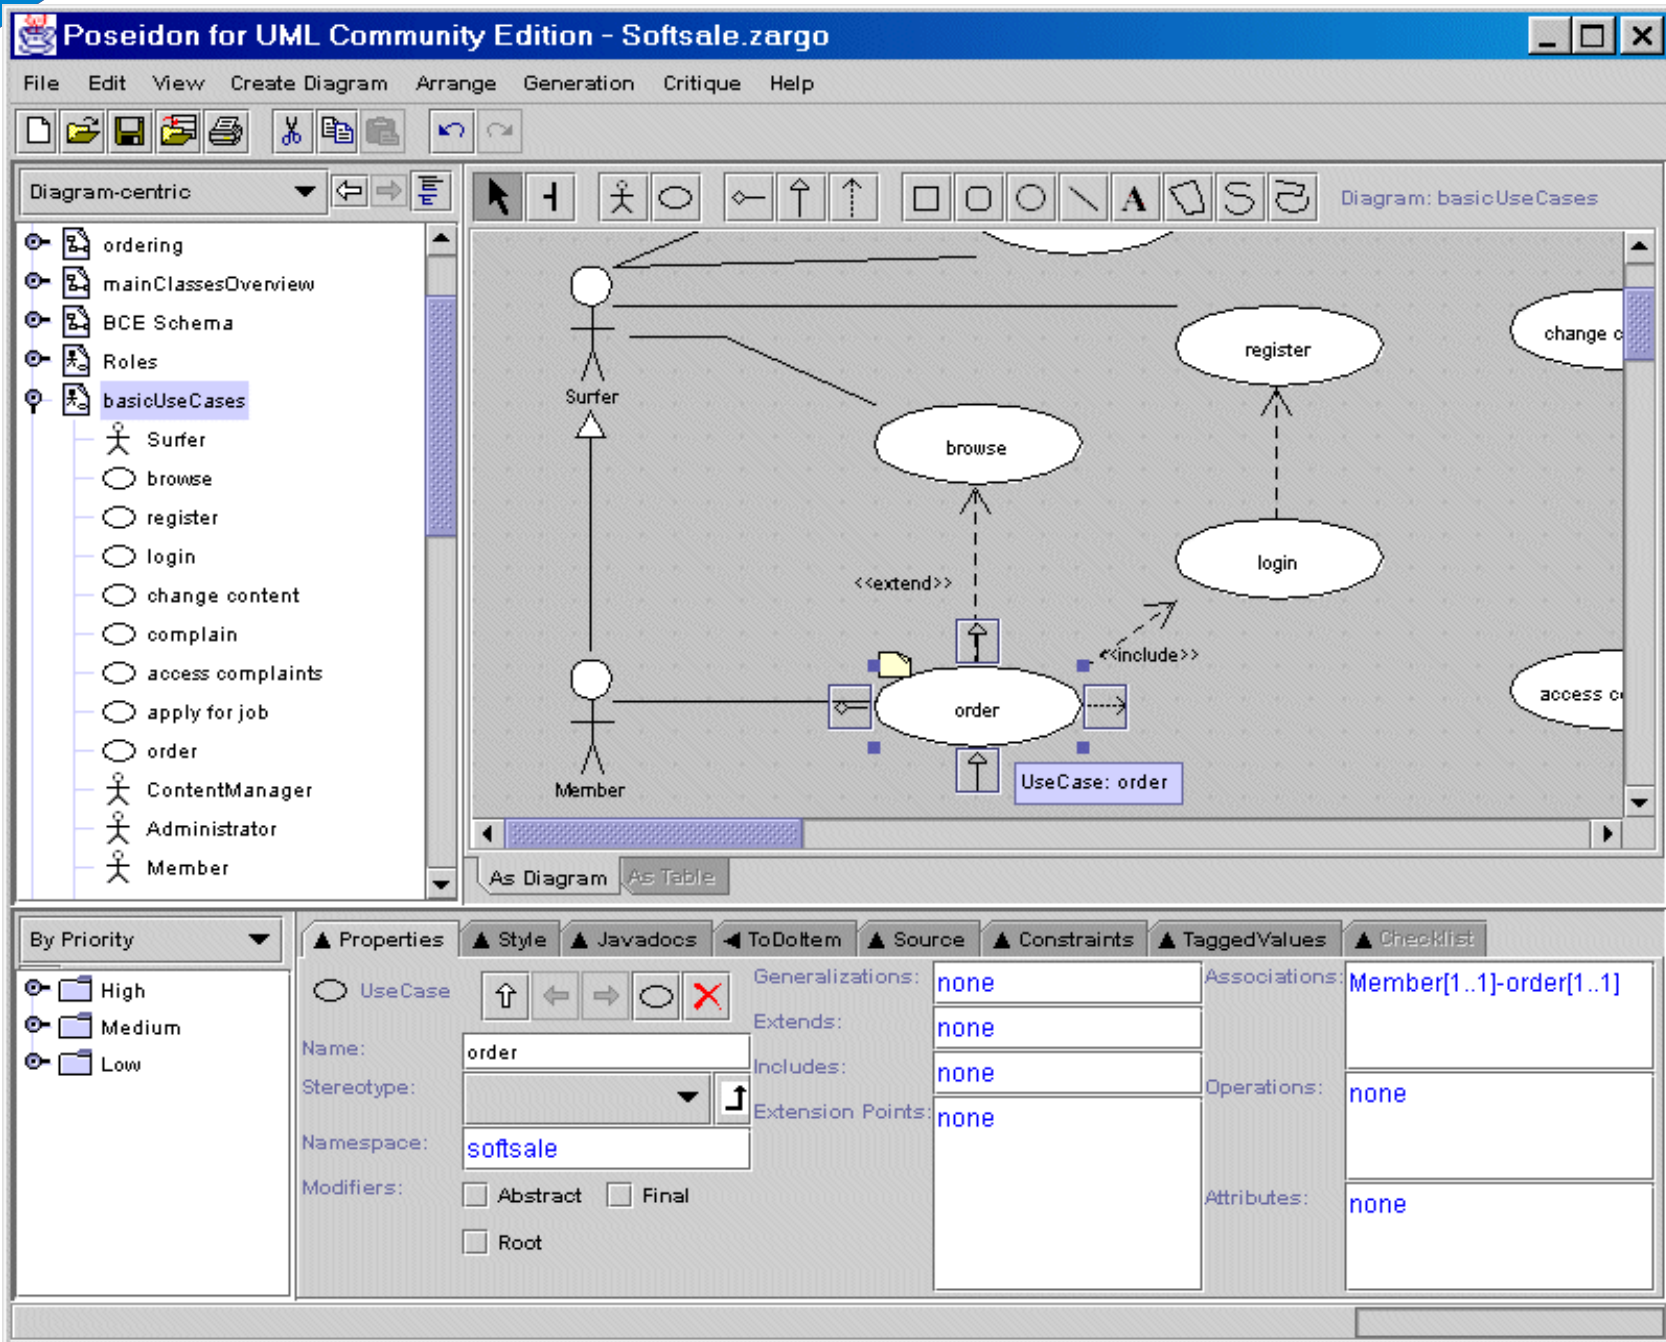 Poseidon for UML Community Edition - Softsale.zargo
File Edit View Create Diagram Arrange Generation Critique Help
Diagram-centric
Diagram: basicUseCases
ordering
mainClassesOverview
BCE Schema
Roles
basicUseCases
Surfer
browse
register
login
change content
complain
access complaints
apply for job
order
ContentManager
Administrator
Member
Surfer
register
change c
browse
login
<<extend>>
<<include>>
order
access c
Member
UseCase: order
As Diagram As Table
By Priority
High
Medium
Low
Properties Style Javadocs ToDoItem Source Constraints TaggedValues Checklist
UseCase
Name: order
Stereotype:
Namespace: softsale
Modifiers: Abstract Final
Root
Generalizations: none
Extends: none
Includes: none
Extension Points: none
Associations: Member[1..1]-order[1..1]
Operations: none
Attributes: none